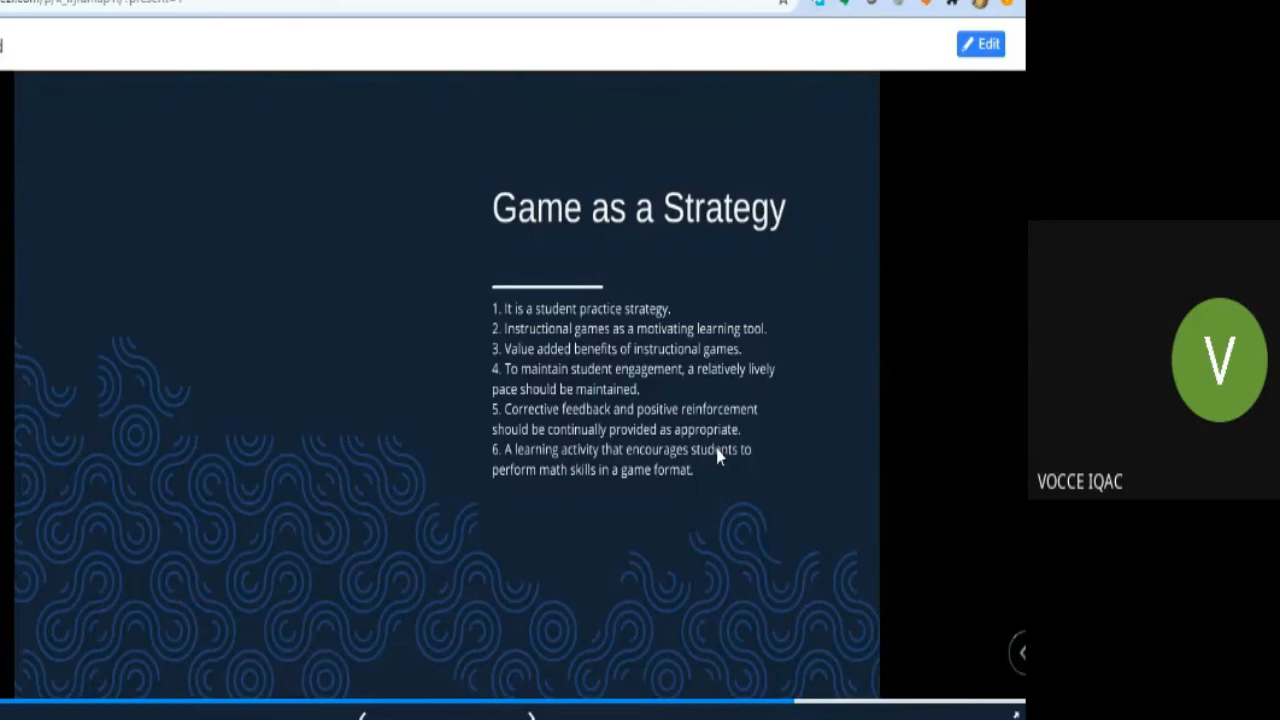 Edit
Game as a Strategy
1. It is a student practice strategy.
2. Instructional games as a motivating learning tool.
3. Value added benefits of instructional games.
4. To maintain student engagement, a relatively lively
pace should be maintained.
5. Corrective feedback and positive reinforcement
should be continually provided as appropriate.
6. A learning activity that encourages students to
perform math skills in a game format.
V
VOCCE IQAC